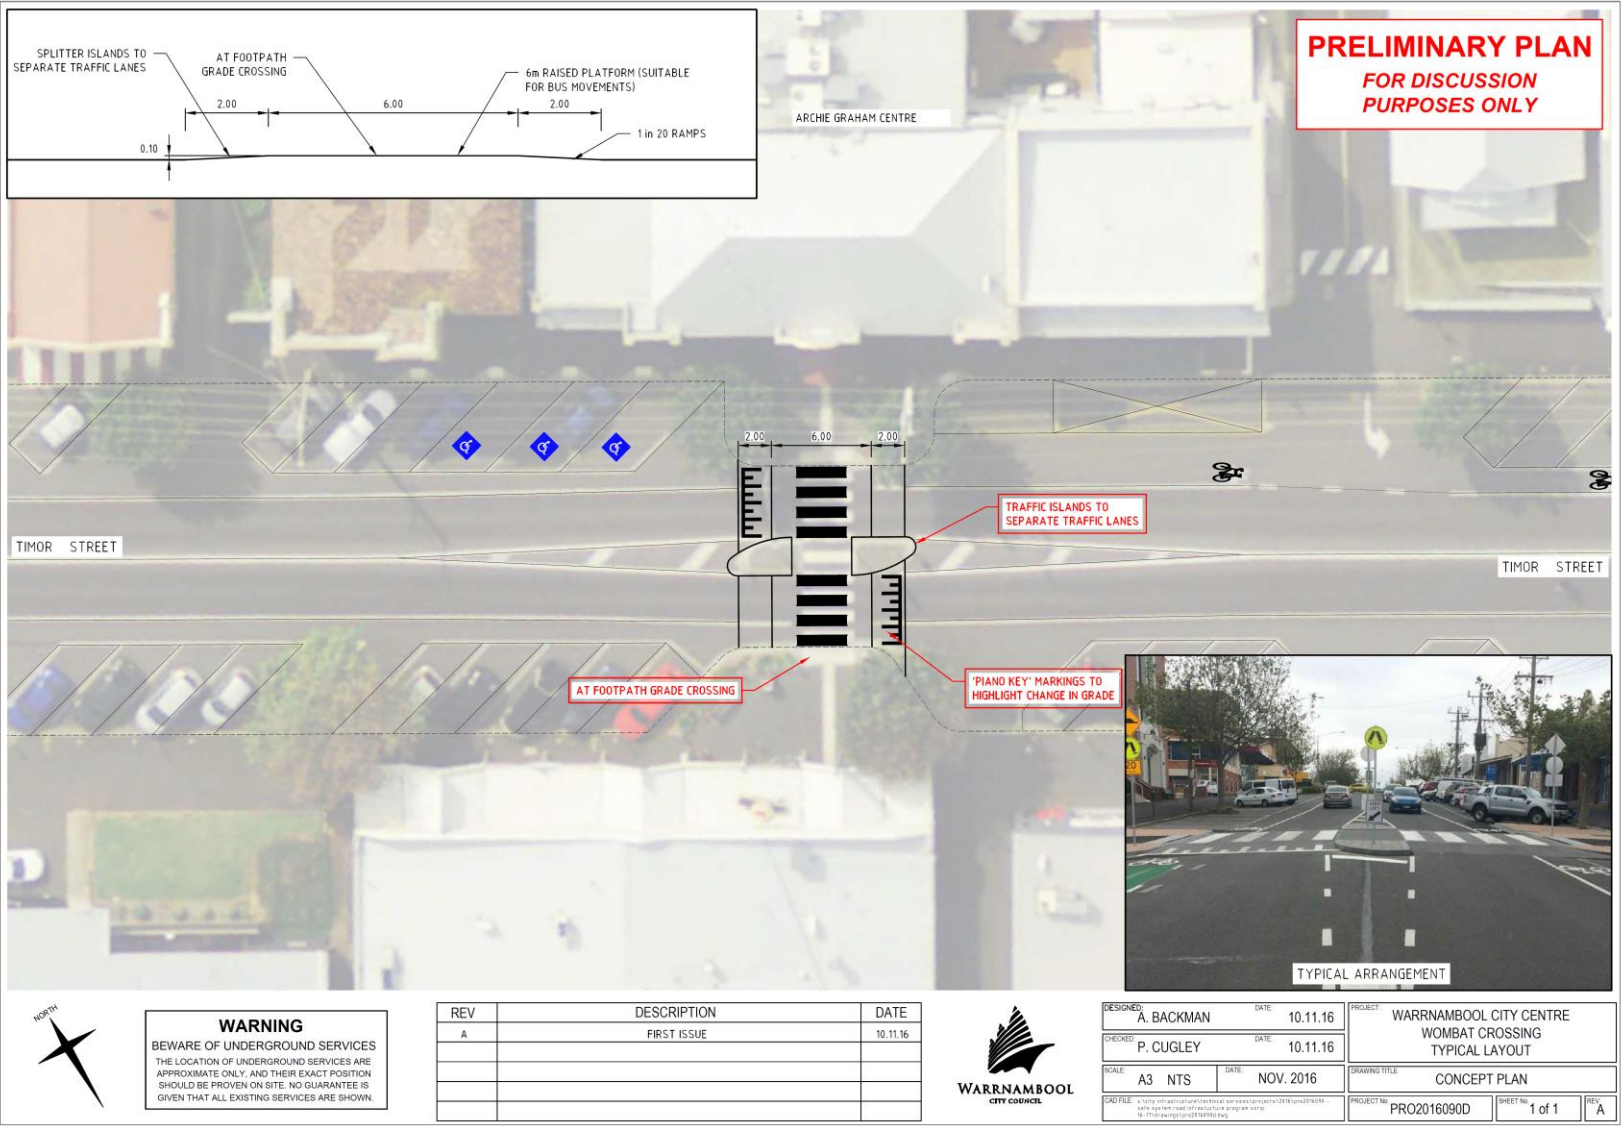 SPLITTER ISLANDS TO
SEPARATE TRAFFIC LANES
AT FOOTPATH
GRADE CROSSING
6m RAISED PLATFORM (SUITABLE
FOR BUS MOVEMENTS)
2.00
6.00
2.00
1 in 20 RAMPS
0.10
ARCHIE GRAHAM CENTRE
PRELIMINARY PLAN
FOR DISCUSSION
PURPOSES ONLY
2.00
6.00
2.00
TRAFFIC ISLANDS TO
SEPARATE TRAFFIC LANES
TIMOR STREET
TIMOR STREET
AT FOOTPATH GRADE CROSSING
'PIANO KEY' MARKINGS TO
HIGHLIGHT CHANGE IN GRADE
20
TYPICAL ARRANGEMENT
NORTH
WARNING
BEWARE OF UNDERGROUND SERVICES
THE LOCATION OF UNDERGROUND SERVICES ARE
APPROXIMATE ONLY, AND THEIR EXACT POSITION
SHOULD BE PROVEN ON SITE. NO GUARANTEE IS
GIVEN THAT ALL EXISTING SERVICES ARE SHOWN.
REV DESCRIPTION DATE
A FIRST ISSUE 10.11.16
WARRNAMBOOL
CITY COUNCIL
DESIGNED: A. BACKMAN DATE 10.11.16
CHECKED: P. CUGLEY DATE 10.11.16
SCALE A3 NTS DATE: NOV. 2016
CAD FILE:
PROJECT: WARRNAMBOOL CITY CENTRE
WOMBAT CROSSING
TYPICAL LAYOUT
DRAWING TITLE CONCEPT PLAN
PROJECT No. PRO2016090D SHEET No. 1 of 1 REV. A